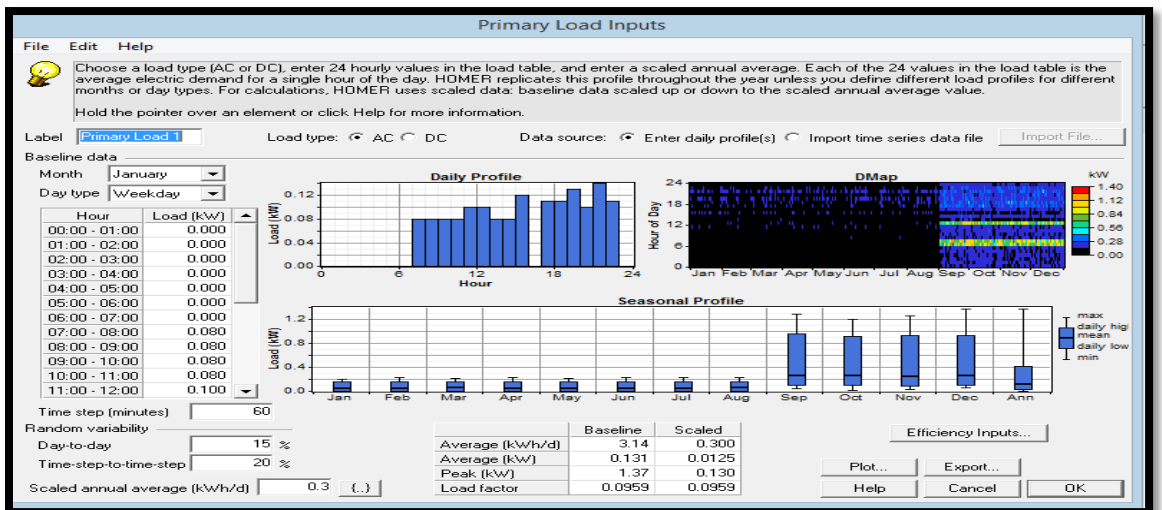 Primary Load Inputs
File Edit Help
Choose a load type (AC or DC), enter 24 hourly values in the load table, and enter a scaled annual average. Each of the 24 values in the load table is the
average electric demand for a single hour of the day. HOMER replicates this profile throughout the year unless you define different load profiles for different
months or day types. For calculations, HOMER uses scaled data: baseline data scaled up or down to the scaled annual average value.
Hold the pointer over an element or click Help for more information.
Label Primary Load 1 Load type: AC DC Data source: Enter daily profile(s) Import time series data file Import File...
Baseline data
Month January
Day type Weekday
Hour Load (kW)
00:00 - 01:00 0.000
01:00 - 02:00 0.000
02:00 - 03:00 0.000
03:00 - 04:00 0.000
04:00 - 05:00 0.000
05:00 - 06:00 0.000
06:00 - 07:00 0.000
07:00 - 08:00 0.080
08:00 - 09:00 0.080
09:00 - 10:00 0.080
10:00 - 11:00 0.080
11:00 - 12:00 0.100
Daily Profile
Load (kW)
0.12
0.08
0.04
0.00
0 6 12 18 24
Hour
DMap
Hour of Day
24
18
12
6
0
Jan Feb Mar Apr May Jun Jul Aug Sep Oct Nov Dec
kW
1.40
1.12
0.84
0.56
0.28
0.00
Seasonal Profile
Load (kW)
1.2
0.8
0.4
0.0
Jan Feb Mar Apr May Jun Jul Aug Sep Oct Nov Dec Ann
max
daily hig
mean
daily low
min
Time step (minutes) 60
Random variability
Day-to-day 15 %
Time-step-to-time-step 20 %
Scaled annual average (kWh/d) 0.3 {..}
Baseline Scaled
Average (kWh/d) 3.14 0.300
Average (kW) 0.131 0.0125
Peak (kW) 1.37 0.130
Load factor 0.0959 0.0959
Efficiency Inputs...
Plot... Export...
Help Cancel OK